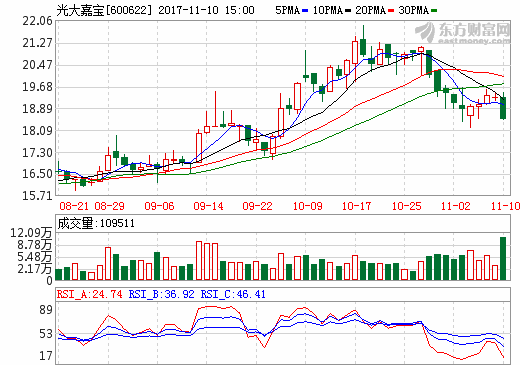 光大嘉宝[600622] 2017-11-10 15:00 5PMA 10PMA 20PMA 30PMA
东方财富网
eastmoney.com
22.06
21.27
20.47
19.68
18.89
18.09
17.30
16.50
15.71
08-21 08-29 09-06 09-14 09-22 10-09 10-17 10-25 11-02 11-10
成交量:109511
12.09万
8.78万
5.48万
2.17万
0
RSI_A:24.74 RSI_B:36.92 RSI_C:46.41
89
53
17